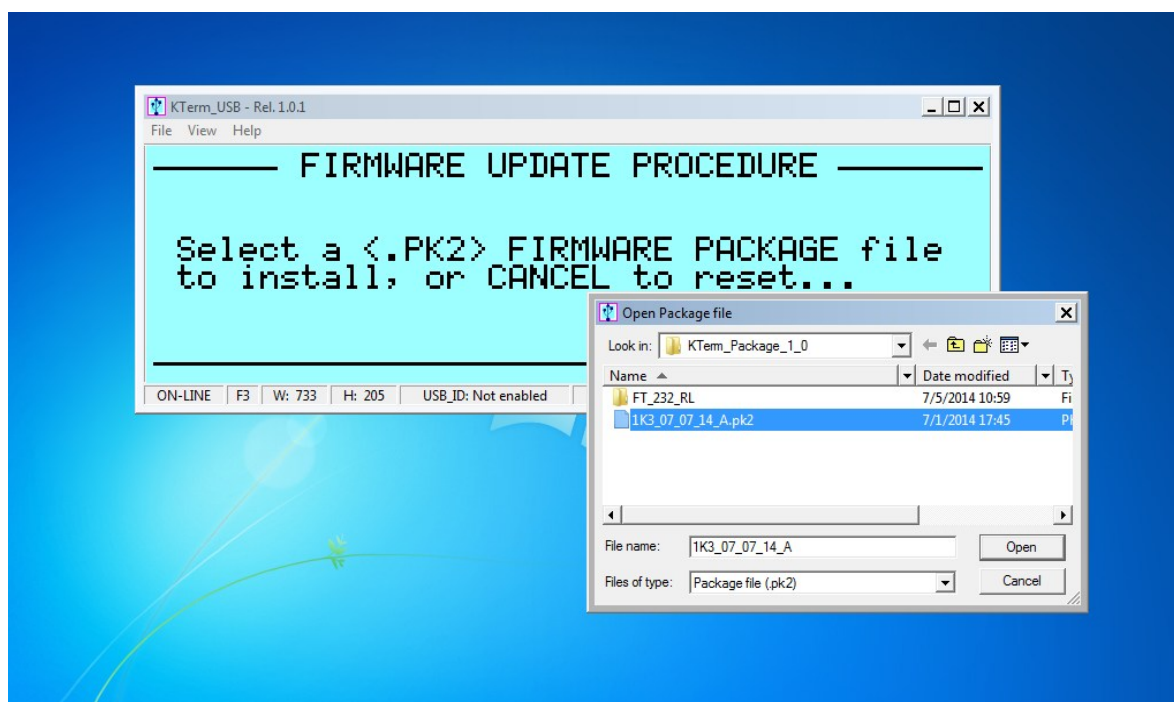 KTerm_USB - Rel. 1.0.1
File View Help
FIRMWARE UPDATE PROCEDURE
Select a <.PK2> FIRMWARE PACKAGE file
to install, or CANCEL to reset...
ON-LINE F3 W: 733 H: 205 USB_ID: Not enabled
Open Package file
Look in: KTerm_Package_1_0
Name Date modified Ty
FT_232_RL 7/5/2014 10:59 Fi
1K3_07_07_14_A.pk2 7/1/2014 17:45 PK
File name: 1K3_07_07_14_A Open
Files of type: Package file (.pk2) Cancel